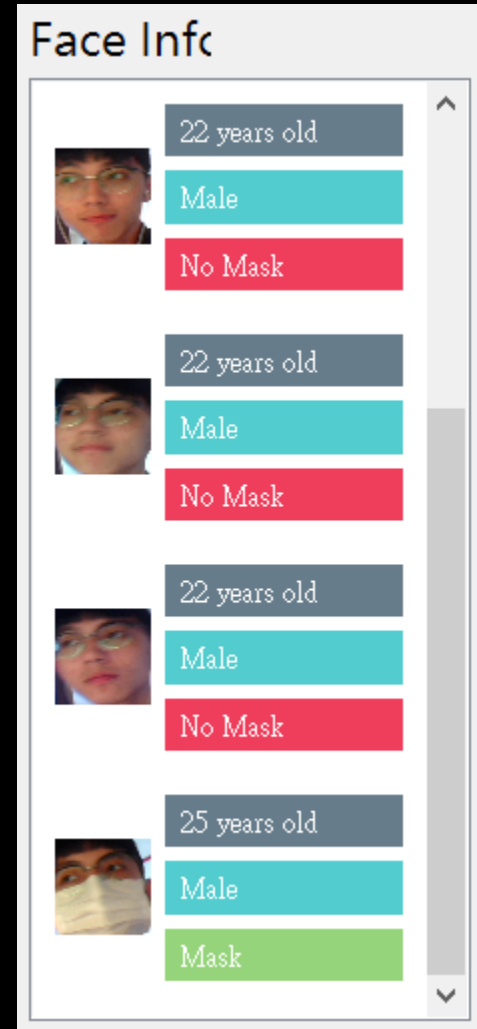 Face Info
22 years old
Male
No Mask
22 years old
Male
No Mask
22 years old
Male
No Mask
25 years old
Male
Mask